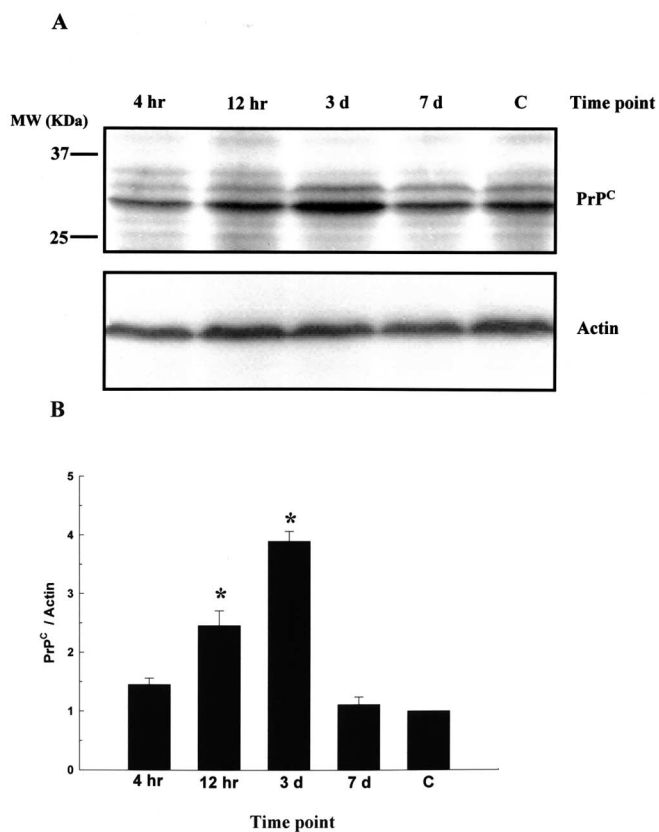 A
4 hr 12 hr 3 d 7 d C Time point
MW (KDa)
37
PrPC
25
Actin
B
5
4
3
2
1
0
PrPC / Actin
*
*
4 hr 12 hr 3 d 7 d C
Time point